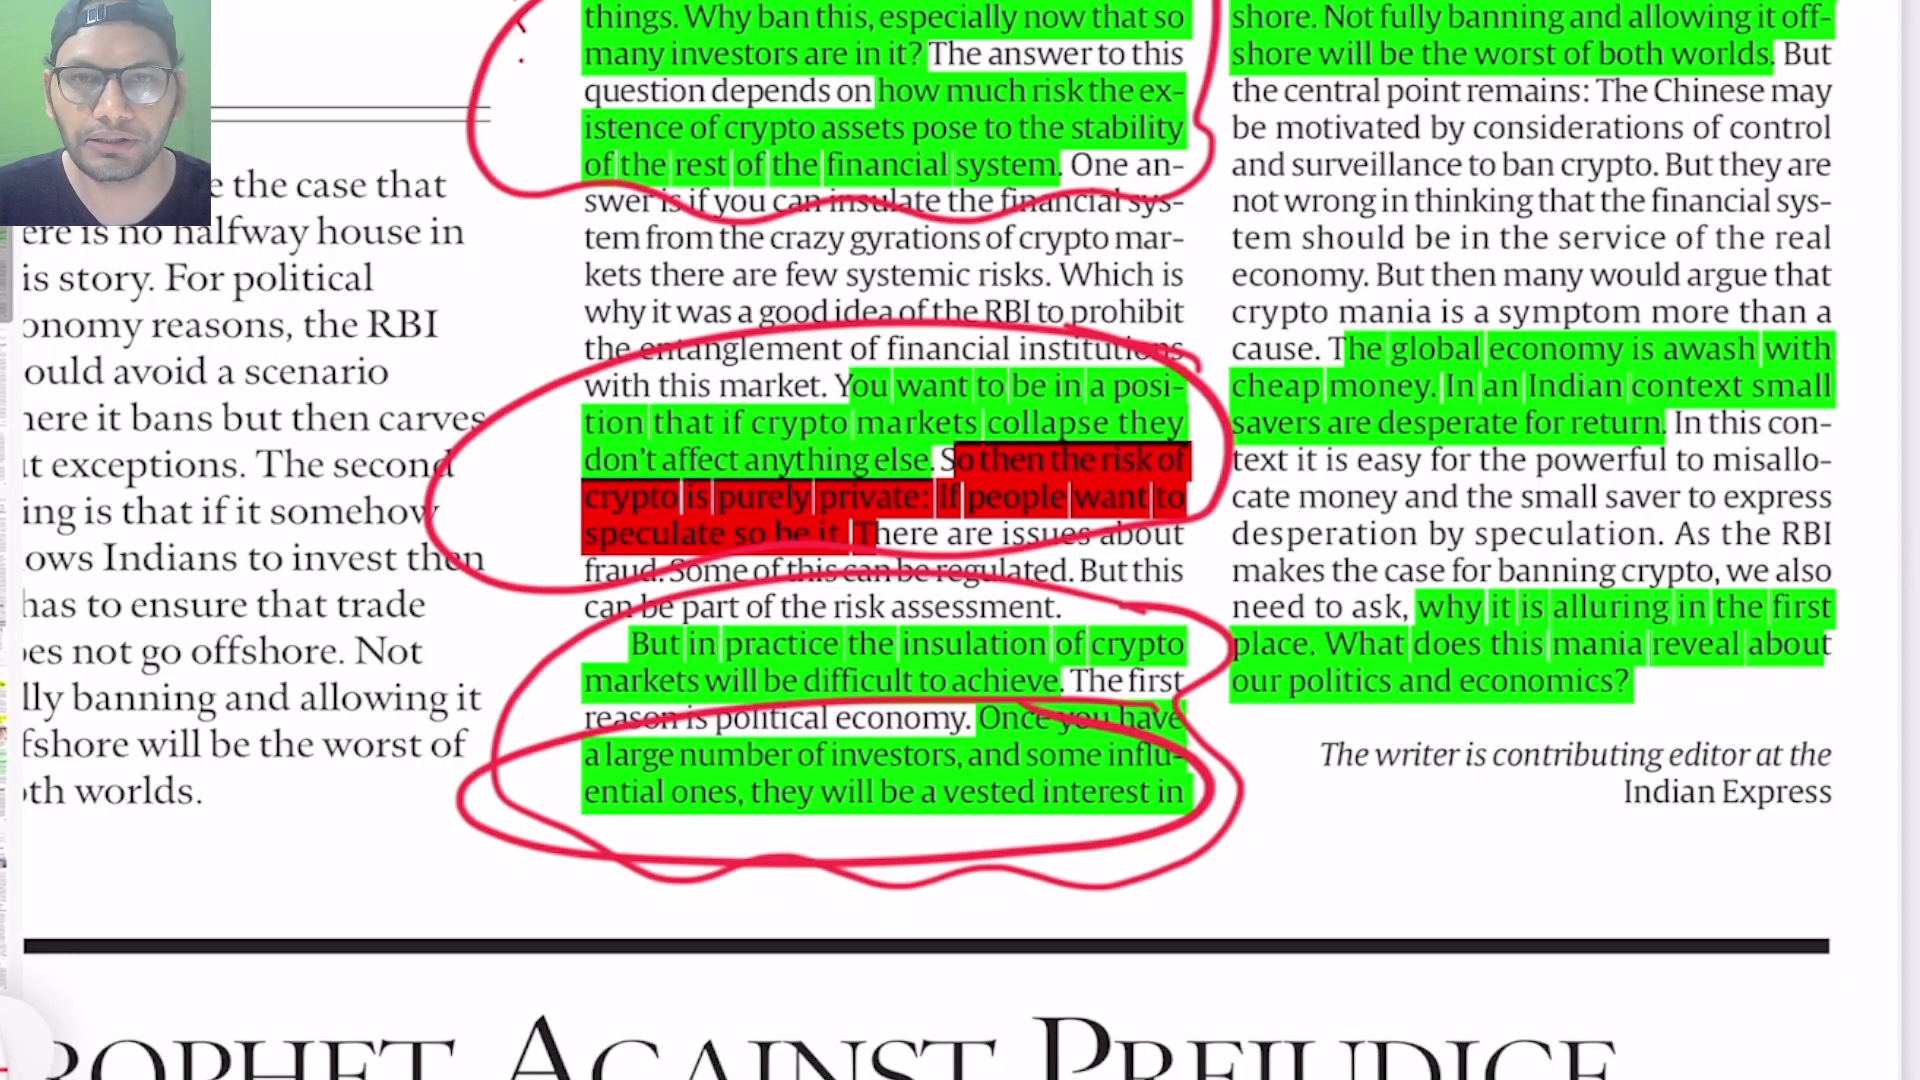 e the case that
ere is no halfway house in
is story. For political
onomy reasons, the RBI
ould avoid a scenario
here it bans but then carves
t exceptions. The second
ing is that if it somehow
ows Indians to invest then
has to ensure that trade
es not go offshore. Not
lly banning and allowing it
fshore will be the worst of
th worlds.
things. Why ban this, especially now that so
many investors are in it? The answer to this
question depends on how much risk the ex-
istence of crypto assets pose to the stability
of the rest of the financial system. One an-
swer is if you can insulate the financial sys-
tem from the crazy gyrations of crypto mar-
kets there are few systemic risks. Which is
why it was a good idea of the RBI to prohibit
the entanglement of financial institutions
with this market. You want to be in a posi-
tion that if crypto markets collapse they
don't affect anything else. So then the risk of
crypto is purely private: If people want to
speculate so be it. There are issues about
fraud. Some of this can be regulated. But this
can be part of the risk assessment.
But in practice the insulation of crypto
markets will be difficult to achieve. The first
reason is political economy. Once you have
a large number of investors, and some influ-
ential ones, they will be a vested interest in
shore. Not fully banning and allowing it off-
shore will be the worst of both worlds. But
the central point remains: The Chinese may
be motivated by considerations of control
and surveillance to ban crypto. But they are
not wrong in thinking that the financial sys-
tem should be in the service of the real
economy. But then many would argue that
crypto mania is a symptom more than a
cause. The global economy is awash with
cheap money. In an Indian context small
savers are desperate for return. In this con-
text it is easy for the powerful to misallo-
cate money and the small saver to express
desperation by speculation. As the RBI
makes the case for banning crypto, we also
need to ask, why it is alluring in the first
place. What does this mania reveal about
our politics and economics?
The writer is contributing editor at the
Indian Express
ROPHET AGAINST PREJUDICE